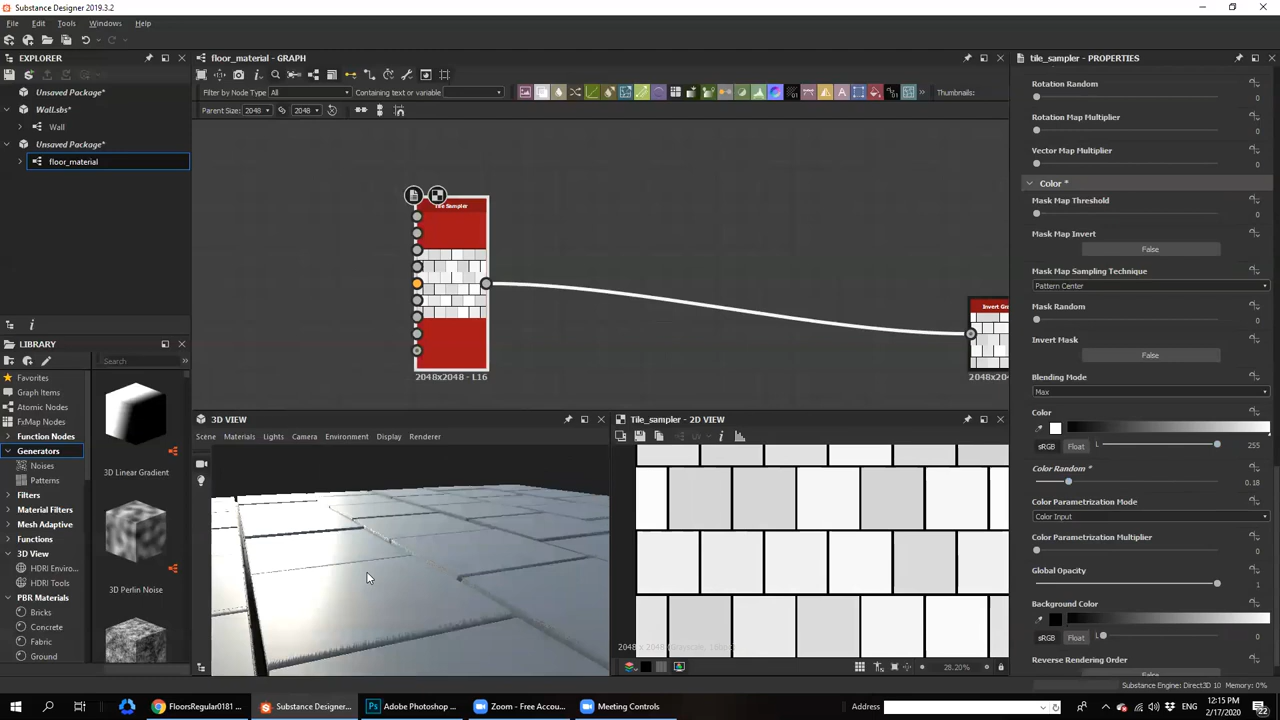 Substance Designer 2019.3.2
File Edit Tools Windows Help
EXPLORER
Unsaved Package*
Wall.sbs*
Wall
Unsaved Package*
floor_material
LIBRARY
Search
Favorites
Graph Items
Atomic Nodes
FxMap Nodes
Function Nodes
Generators
Noises
Patterns
Filters
Material Filters
Mesh Adaptive
Functions
3D View
HDRI Enviro...
HDRI Tools
PBR Materials
Bricks
Concrete
Fabric
Ground
3D Linear Gradient
3D Perlin Noise
floor_material - GRAPH
Filter by Node Type All Containing text or variable Thumbnails:
Parent Size: 2048 2048
Tile Sampler
2048x2048 - L16
Invert Gra
2048x204
3D VIEW
Scene Materials Lights Camera Environment Display Renderer
Tile_sampler - 2D VIEW
28.20%
tile_sampler - PROPERTIES
Rotation Random
0
Rotation Map Multiplier
0
Vector Map Multiplier
0
Color *
Mask Map Threshold
0
Mask Map Invert
False
Mask Map Sampling Technique
Pattern Center
Mask Random
0
Invert Mask
False
Blending Mode
Max
Color
sRGB Float L 255
Color Random *
0.18
Color Parametrization Mode
Color Input
Color Parametrization Multiplier
0
Global Opacity
1
Background Color
sRGB Float L 0
Reverse Rendering Order
Substance Engine: Direct3D 10 Memory: 0%
FloorsRegular0181 ...
Substance Designer...
Adobe Photoshop ...
Zoom - Free Accou...
Meeting Controls
Address
12:15 PM
2/17/2020
22